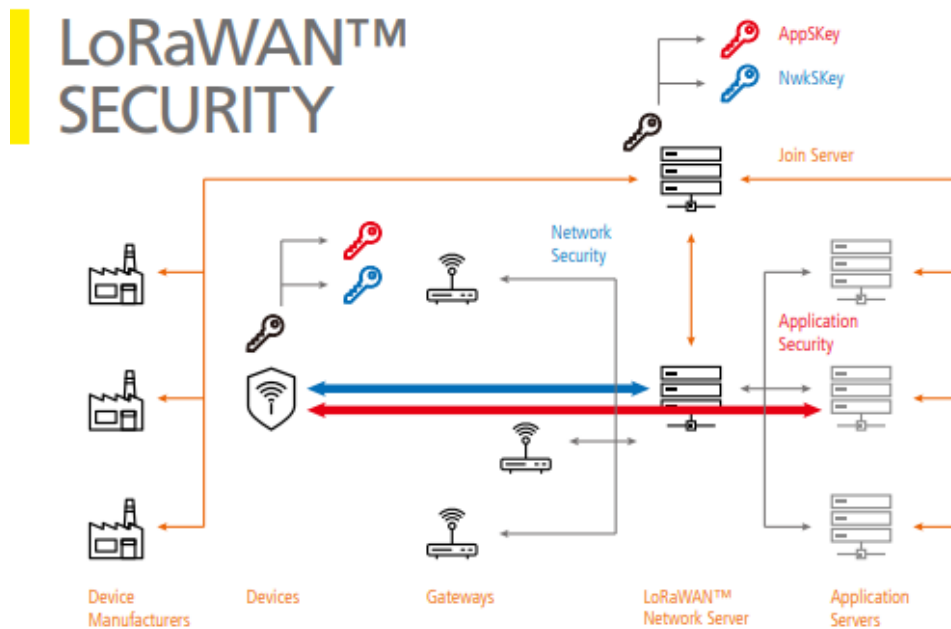 LoRaWAN™
SECURITY
AppSKey
NwkSKey
Join Server
Network
Security
Application
Security
Device
Manufacturers
Devices
Gateways
LoRaWAN™
Network Server
Application
Servers